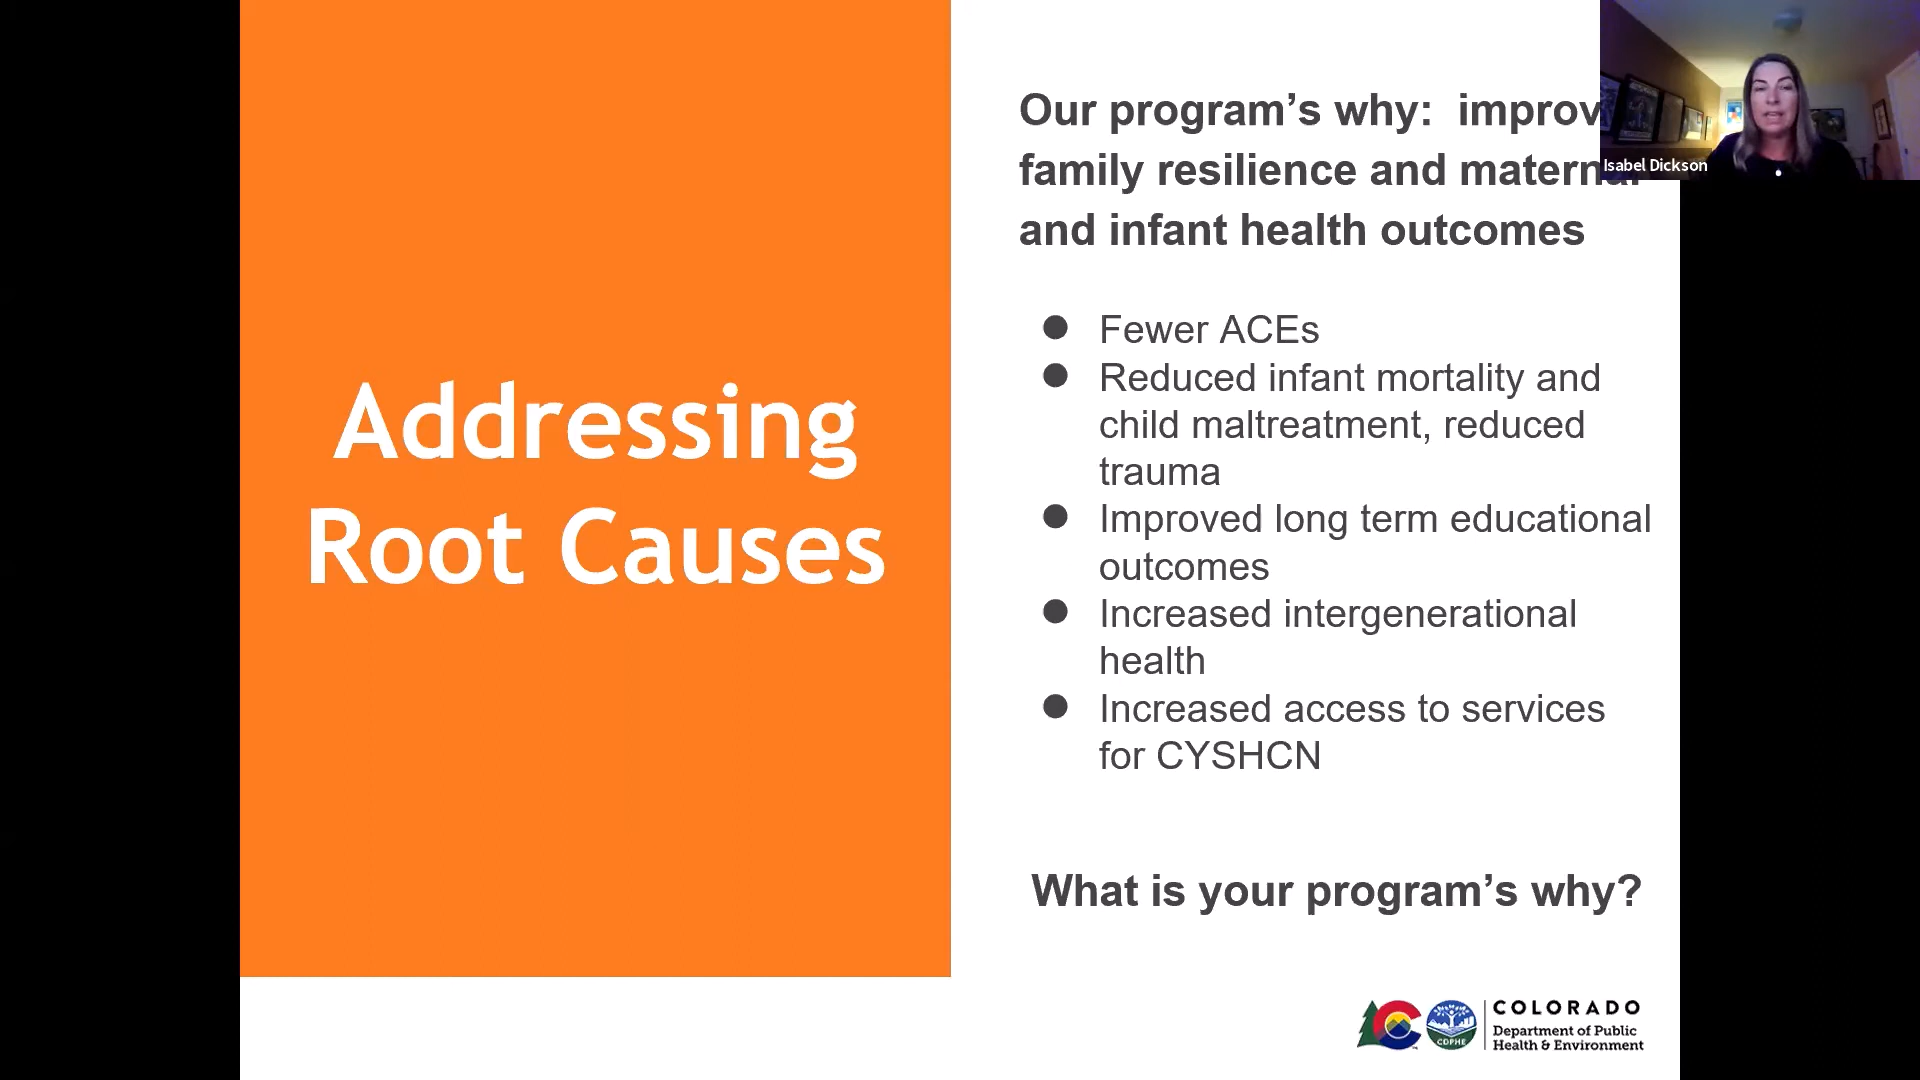 Addressing
Root Causes
Our program’s why:  improv
family resilience and maternal
and infant health outcomes
Isabel Dickson
● Fewer ACEs
● Reduced infant mortality and
child maltreatment, reduced
trauma
● Improved long term educational
outcomes
● Increased intergenerational
health
● Increased access to services
for CYSHCN
What is your program’s why?
CDPHE
COLORADO
Department of Public
Health & Environment